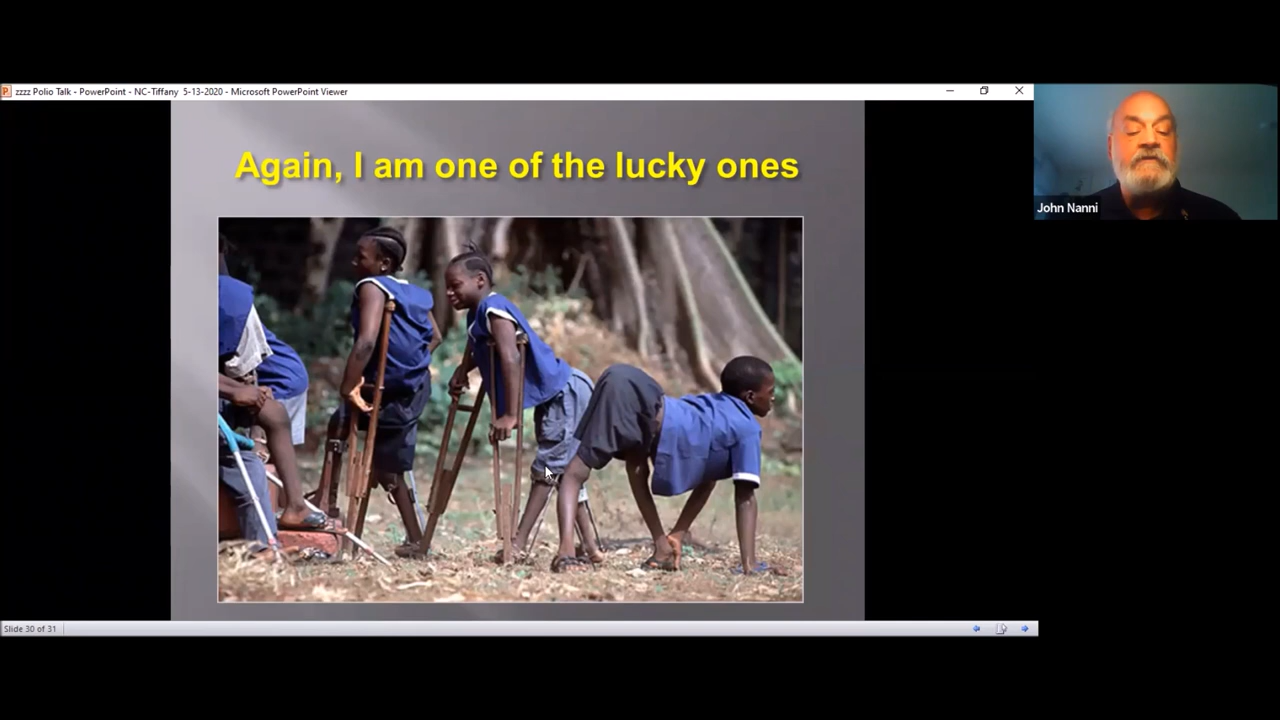 zzzz Polio Talk - PowerPoint - NC-Tiffany 5-13-2020 - Microsoft PowerPoint Viewer
Again, I am one of the lucky ones
John Nanni
Slide 30 of 31